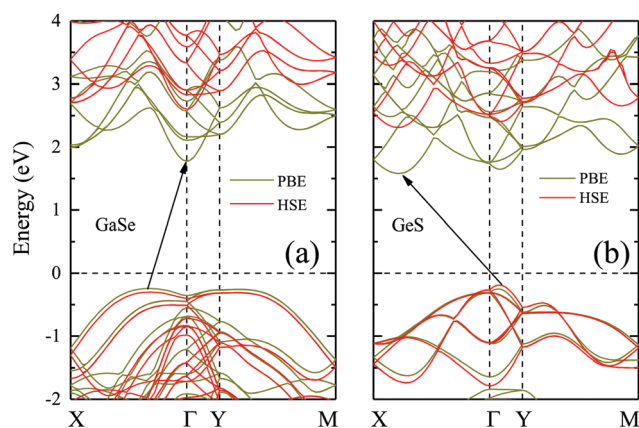 Energy (eV)
4
3
2
1
0
-1
-2
GaSe
PBE
HSE
(a)
X
Γ
Y
M
GeS
PBE
HSE
(b)
X
Γ
Y
M